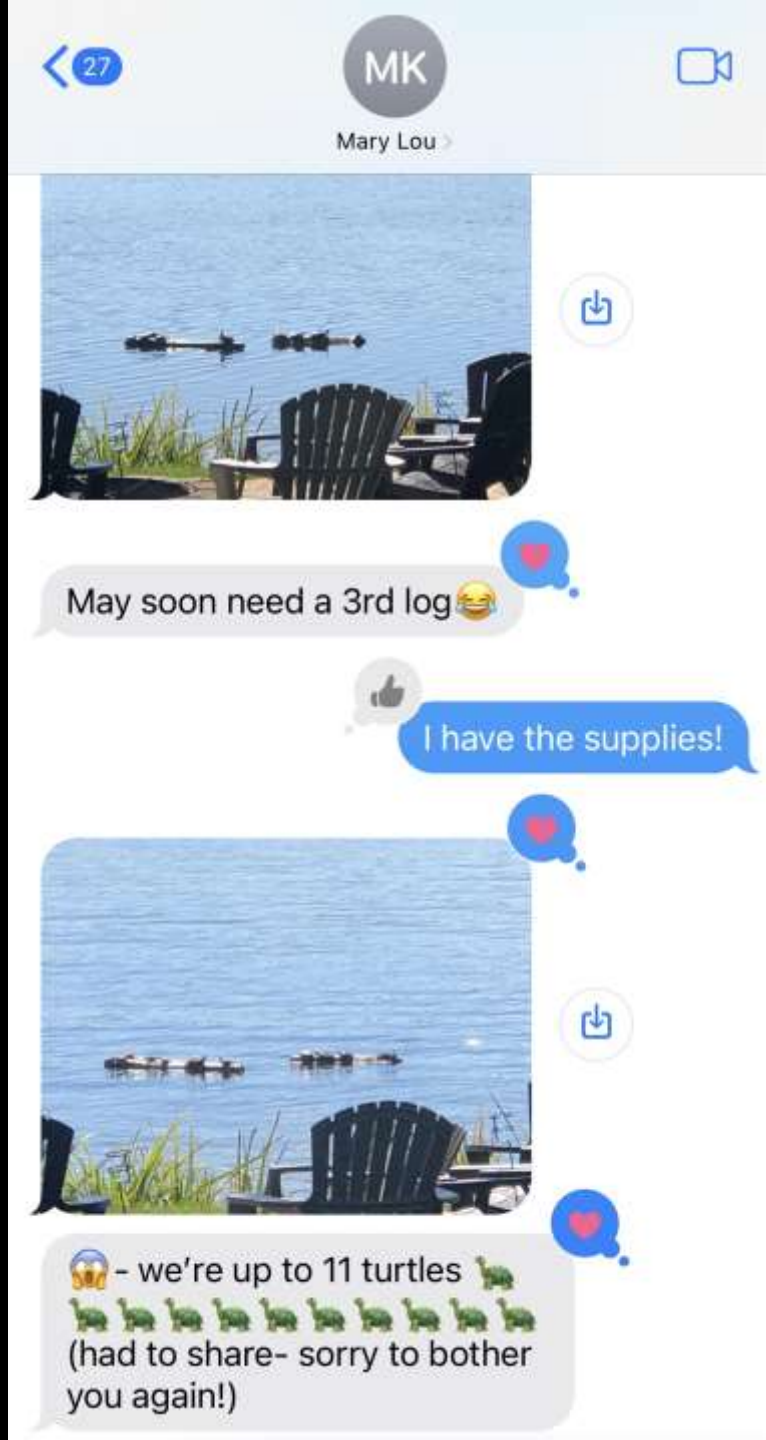 27
MK
Mary Lou
May soon need a 3rd log😂
I have the supplies!
😱- we’re up to 11 turtles 🐢
🐢🐢🐢🐢🐢🐢🐢🐢🐢🐢
(had to share- sorry to bother
you again!)